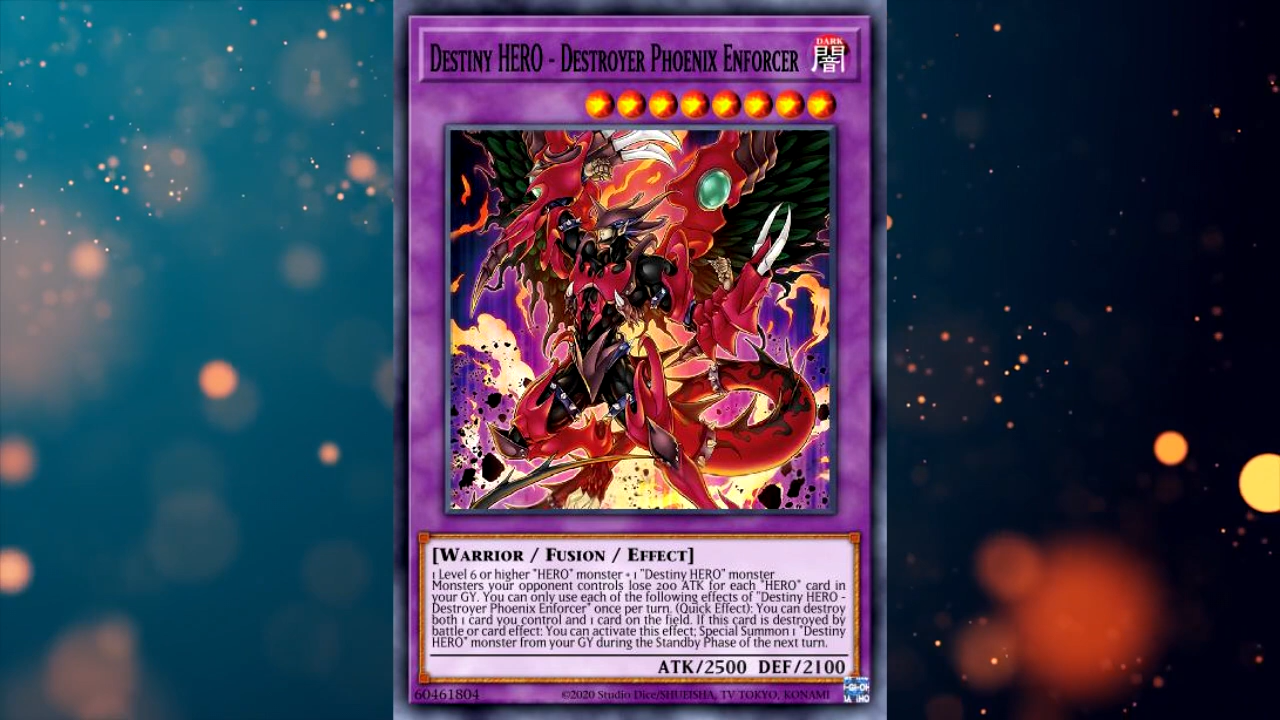 DESTINY HERO - DESTROYER PHOENIX ENFORCER
DARK
闇
[WARRIOR / FUSION / EFFECT]
1 Level 6 or higher "HERO" monster + 1 "Destiny HERO" monster
Monsters your opponent controls lose 200 ATK for each "HERO" card in
your GY. You can only use each of the following effects of "Destiny HERO -
Destroyer Phoenix Enforcer" once per turn. (Quick Effect): You can destroy
both 1 card you control and 1 card on the field. If this card is destroyed by
battle or card effect: You can activate this effect; Special Summon 1 "Destiny
HERO" monster from your GY during the Standby Phase of the next turn.
ATK/2500 DEF/2100
60461804
©2020 Studio Dice/SHUEISHA, TV TOKYO, KONAMI